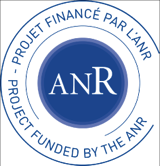 - PROJET FINANCÉ PAR L'ANR
ANR
- PROJECT FUNDED BY THE ANR